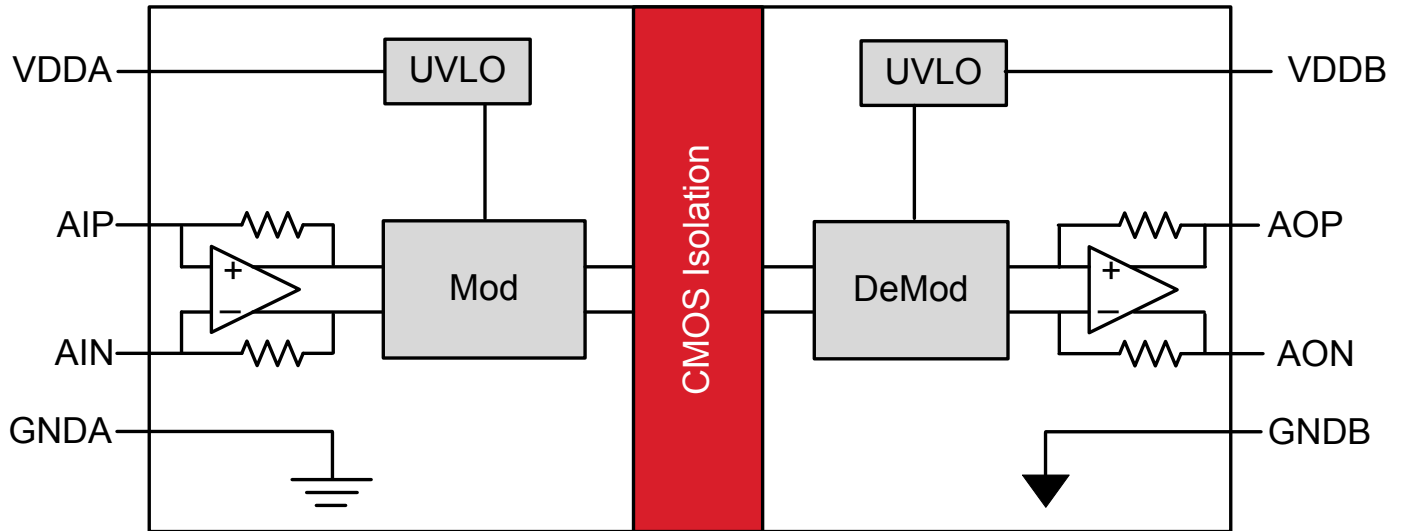 UVLO
UVLO
VDDA
VDDB
AIP
AOP
+
+
Mod
CMOS Isolation
DeMod
−
−
AIN
AON
GNDA
GNDB